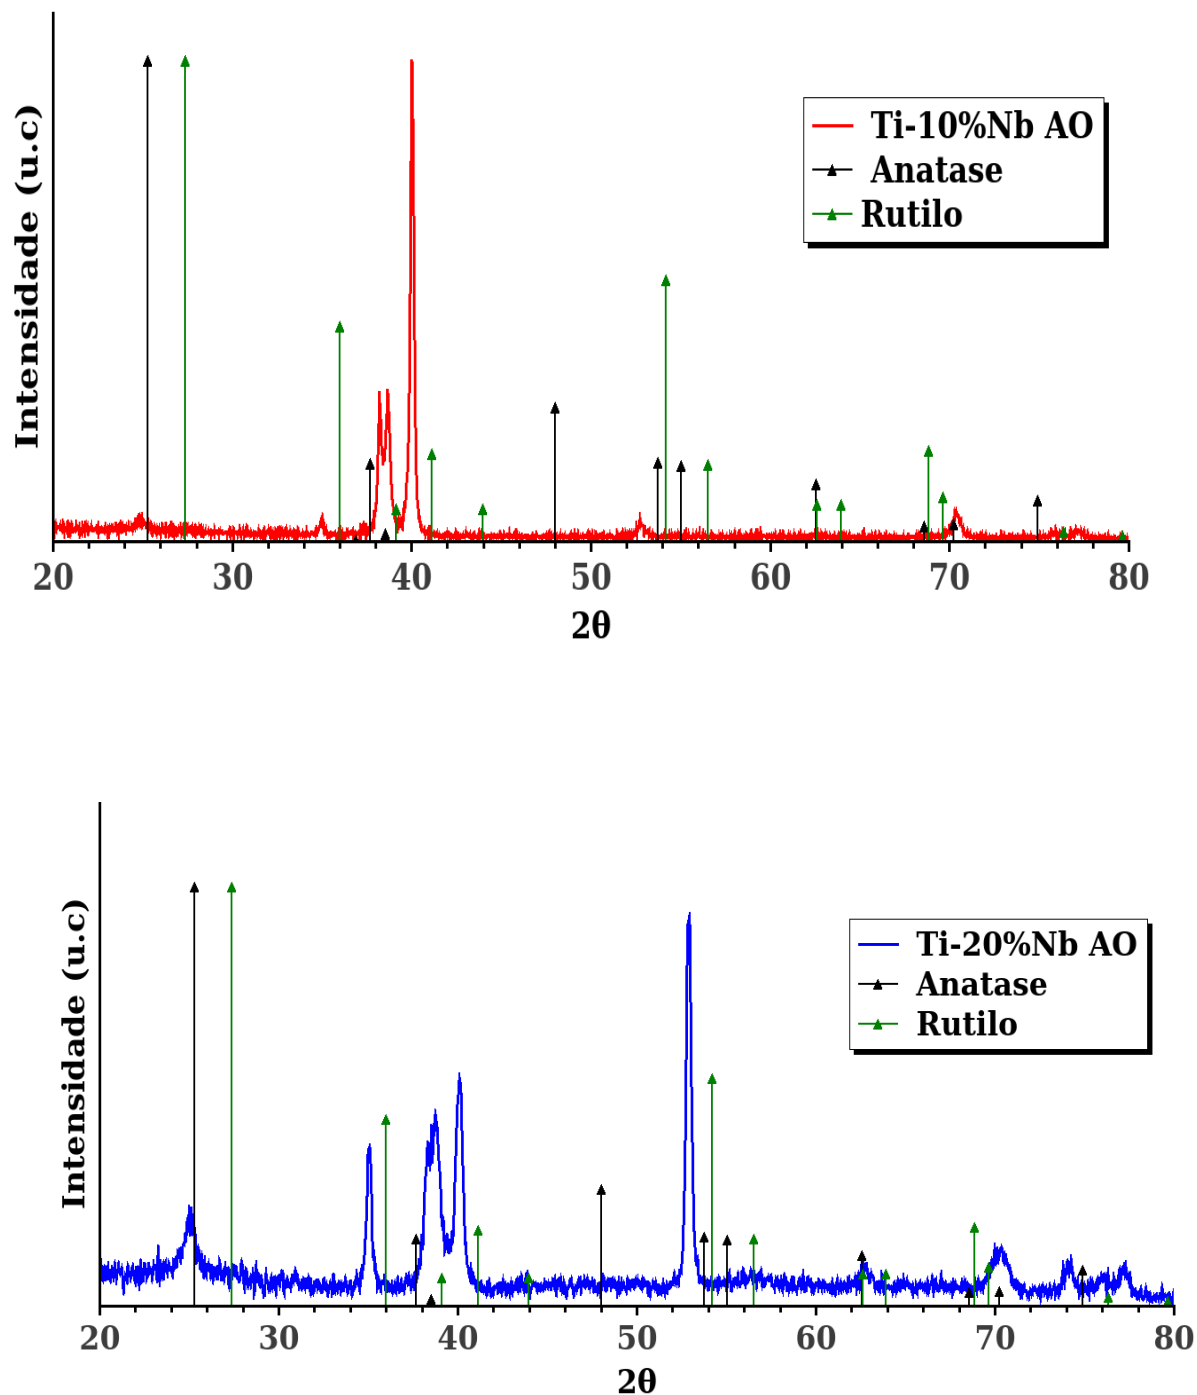 Intensidade (u.c)
Ti-10%Nb AO
Anatase
Rutilo
20 30 40 50 60 70 80
2θ
Intensidade (u.c)
Ti-20%Nb AO
Anatase
Rutilo
20 30 40 50 60 70 80
2θ